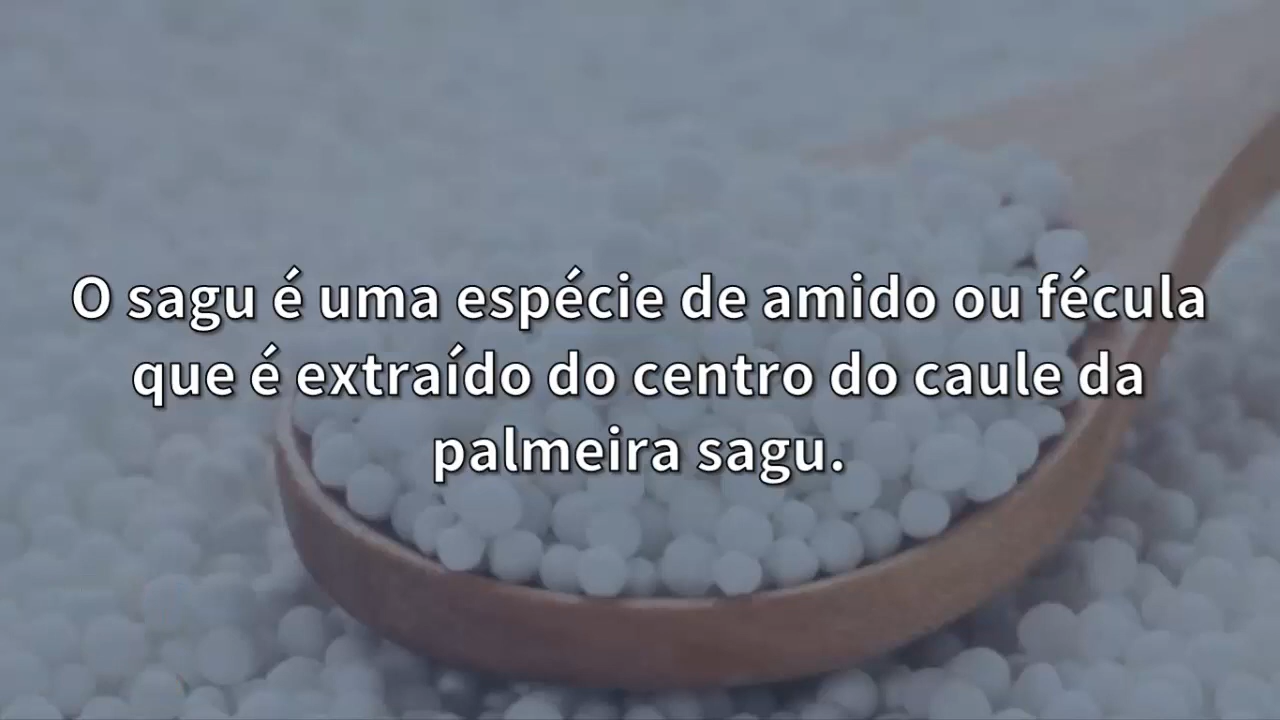 O sagu é uma espécie de amido ou fécula
que é extraído do centro do caule da
palmeira sagu.